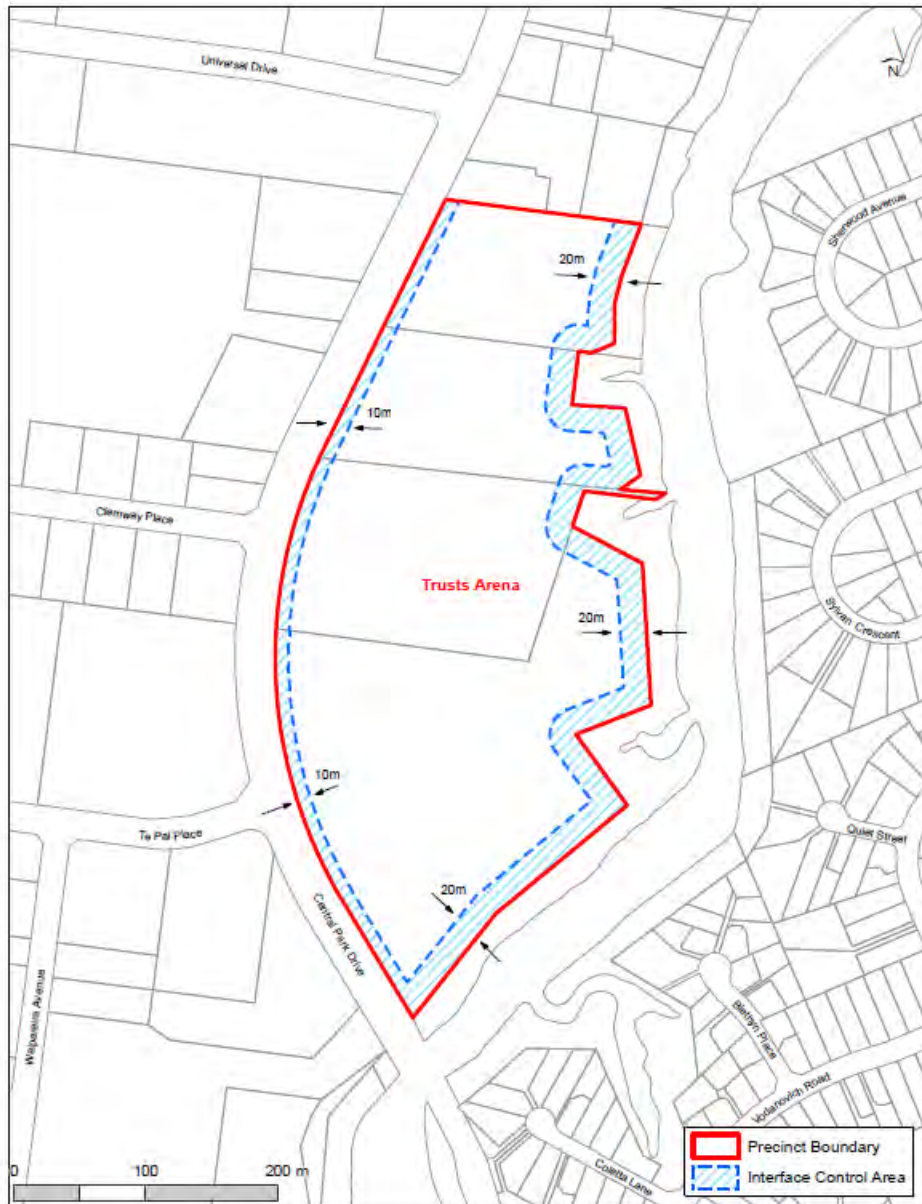 Universal Drive
N
Sherwood Avenue
20m
10m
Clemway Place
Trusts Arena
Sylvan Crescent
20m
10m
Te Pai Place
Quiet Street
20m
Central Park Drive
Waipareira Avenue
Blethyn Place
Vodanovich Road
Coletta Lane
0 100 200 m
Precinct Boundary
Interface Control Area